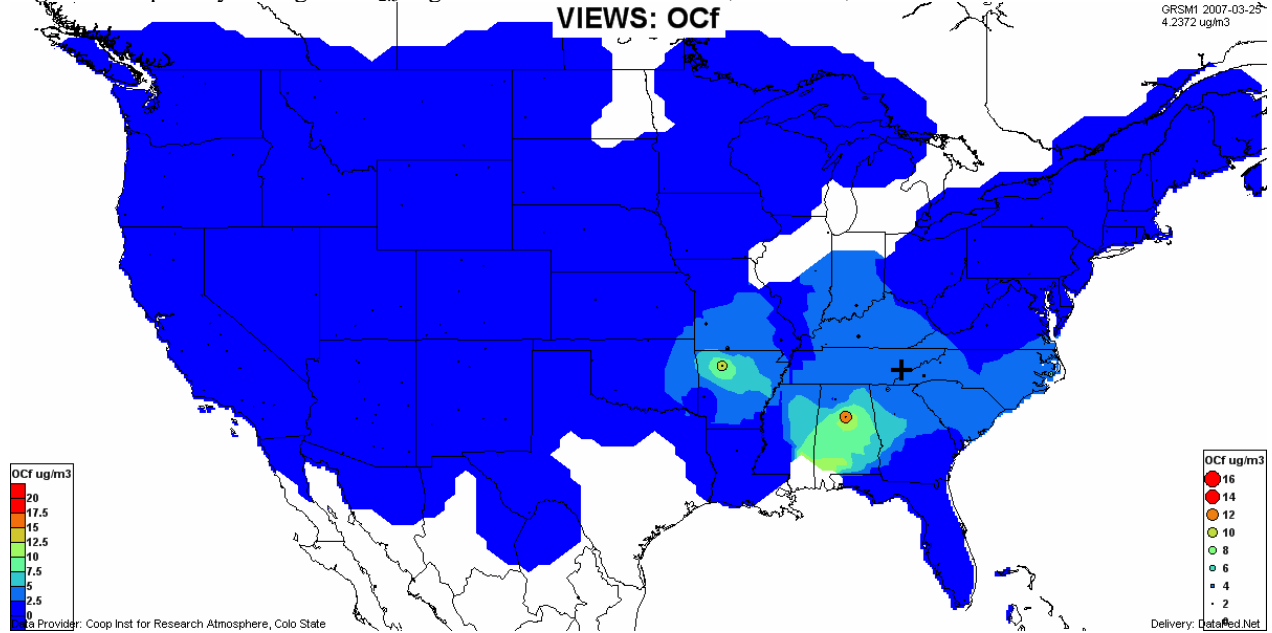 VIEWS: OCf
GRSM1 2007-03-25
4.2372 ug/m3
OCf ug/m3
20
17.5
15
12.5
10
7.5
5
2.5
0
OCf ug/m3
16
14
12
10
8
6
4
2
0
Data Provider: Coop Inst for Research Atmosphere, Colo State
Delivery: DataFed.Net